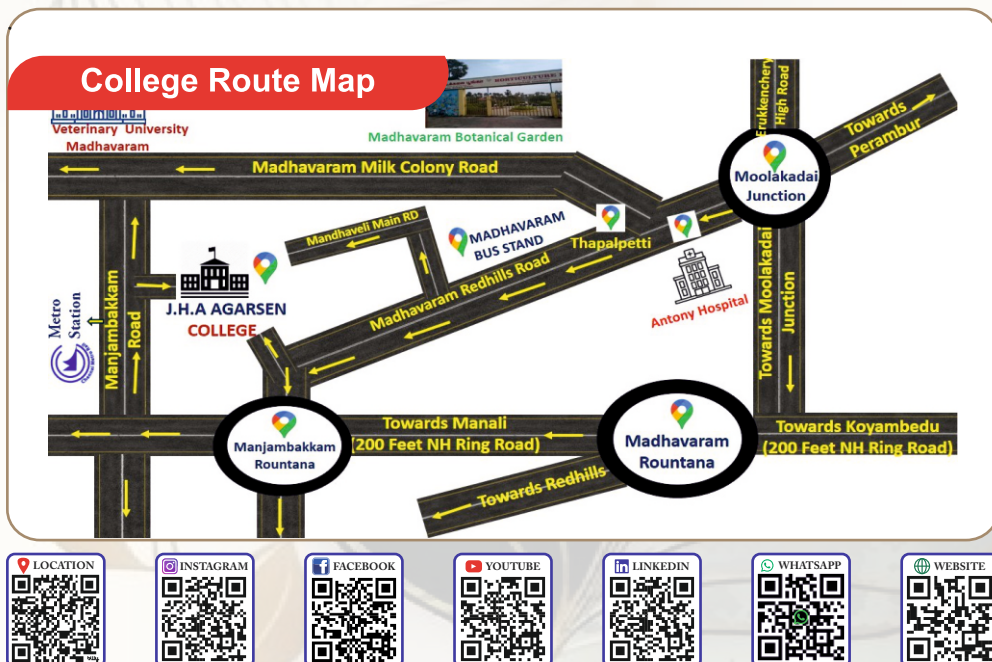 College Route Map
HORTICULTURE
Veterinary University
Madhavaram
Madhavaram Botanical Garden
Erukkenchery
High Road
Towards
Perambur
Madhavaram Milk Colony Road
Moolakadai
Junction
Mandhaveli Main RD
MADHAVARAM
BUS STAND
Thapalpetti
Madhavaram Redhills Road
Antony Hospital
Towards Moolakadai
Junction
J.H.A AGARSEN
COLLEGE
Metro
Station
Manjambakkam
Road
Towards Manali
(200 Feet NH Ring Road)
Manjambakkam
Rountana
Madhavaram
Rountana
Towards Koyambedu
(200 Feet NH Ring Road)
Towards Redhills
LOCATION
INSTAGRAM
FACEBOOK
YOUTUBE
LINKEDIN
WHATSAPP
WEBSITE